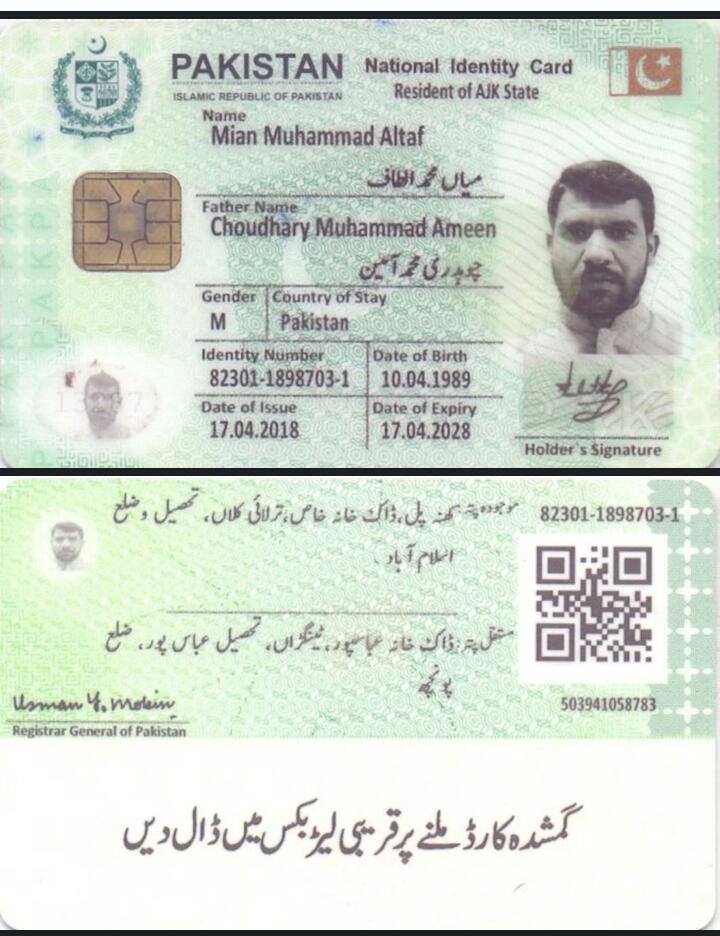 PAKISTAN National Identity Card
ISLAMIC REPUBLIC OF PAKISTAN Resident of AJK State
Name
Mian Muhammad Altaf
میاں محمد الطاف
Father Name
Choudhary Muhammad Ameen
چوہدری محمد آمین
Gender Country of Stay
M Pakistan
Identity Number Date of Birth
82301-1898703-1 10.04.1989
Date of Issue Date of Expiry
17.04.2018 17.04.2028
Holder's Signature
82301-1898703-1
موجودہ پتہ: کھنہ پل، ڈاک خانہ خاص، ترلائی کلاں، تحصیل و ضلع
اسلام آباد
مستقل پتہ: ڈاک خانہ عباسپور، ٹینگڑاں، تحصیل عباس پور، ضلع
پونچھ
503941058783
Usman Y. Mobin
Registrar General of Pakistan
گمشدہ کارڈ ملنے پر قریبی لیٹر بکس میں ڈال دیں